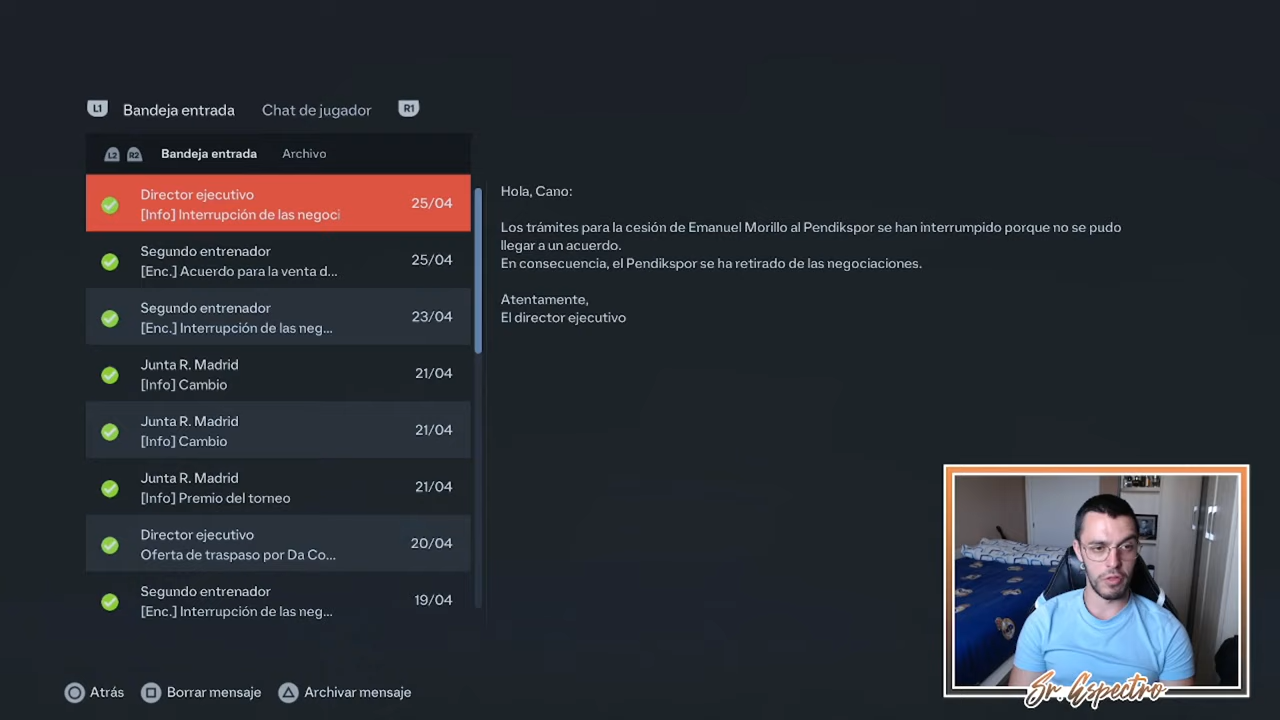 L1 Bandeja entrada Chat de jugador R1
L2 R2 Bandeja entrada Archivo
Director ejecutivo
[Info] Interrupción de las negoci
25/04
Segundo entrenador
[Enc.] Acuerdo para la venta d...
25/04
Segundo entrenador
[Enc.] Interrupción de las neg...
23/04
Junta R. Madrid
[Info] Cambio
21/04
Junta R. Madrid
[Info] Cambio
21/04
Junta R. Madrid
[Info] Premio del torneo
21/04
Director ejecutivo
Oferta de traspaso por Da Co...
20/04
Segundo entrenador
[Enc.] Interrupción de las neg...
19/04
Hola, Cano:
Los trámites para la cesión de Emanuel Morillo al Pendikspor se han interrumpido porque no se pudo
llegar a un acuerdo.
En consecuencia, el Pendikspor se ha retirado de las negociaciones.
Atentamente,
El director ejecutivo
Atrás Borrar mensaje Archivar mensaje
Sr. Espectro